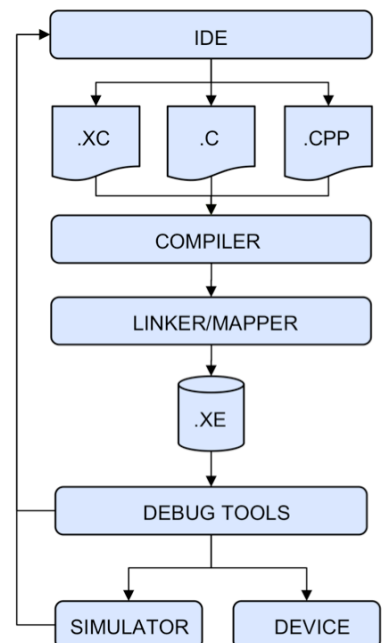 IDE
.XC
.C
.CPP
COMPILER
LINKER/MAPPER
.XE
DEBUG TOOLS
SIMULATOR
DEVICE